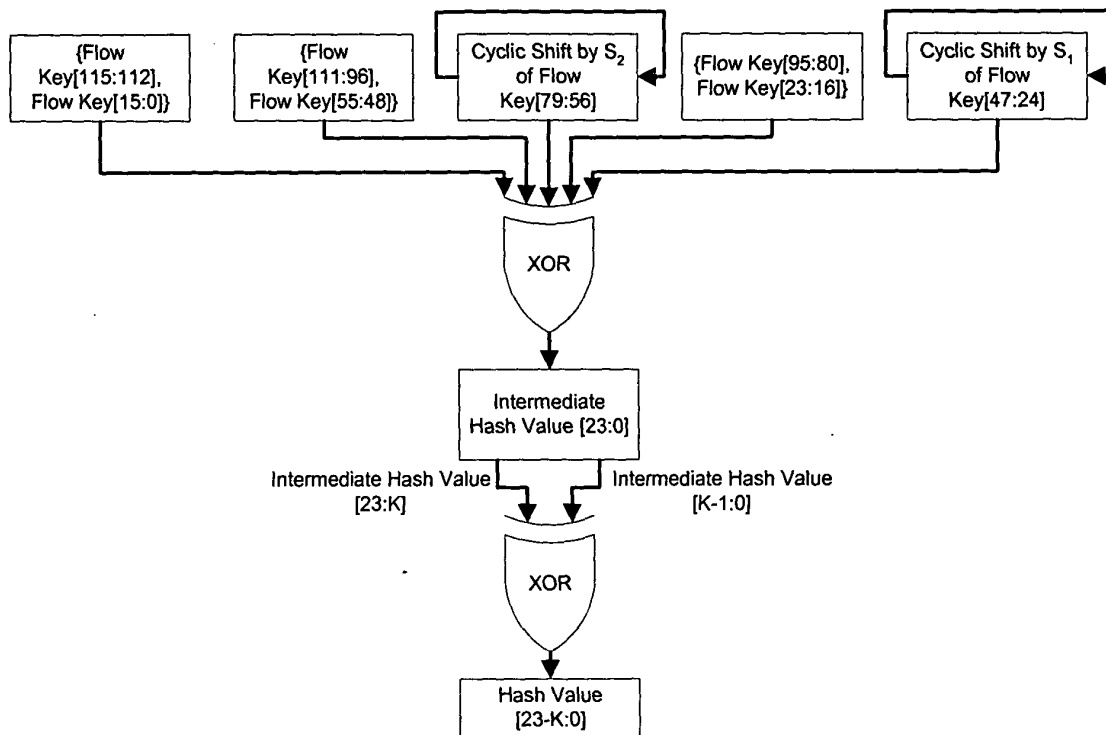 {Flow
Key[115:112],
Flow Key[15:0]}
{Flow
Key[111:96],
Flow Key[55:48]}
Cyclic Shift by S₂
of Flow
Key[79:56]
{Flow Key[95:80],
Flow Key[23:16]}
Cyclic Shift by S₁
of Flow
Key[47:24]
XOR
Intermediate
Hash Value [23:0]
Intermediate Hash Value
[23:K]
Intermediate Hash Value
[K-1:0]
XOR
Hash Value
[23-K:0]